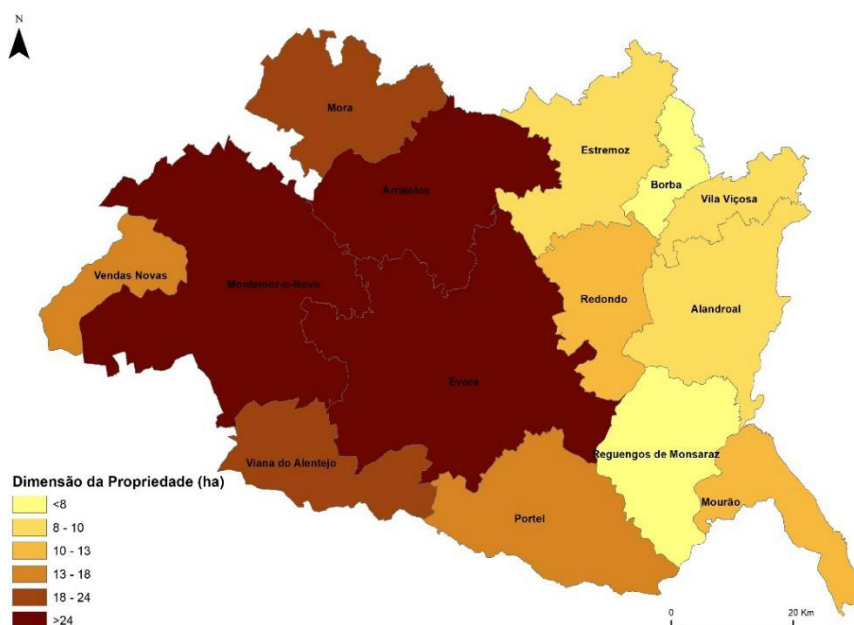 N
Mora
Estremoz
Arraiolos
Borba
Vila Viçosa
Vendas Novas
Montemor-o-Novo
Redondo
Alandroal
Évora
Viana do Alentejo
Reguengos de Monsaraz
Mourão
Portel
Dimensão da Propriedade (ha)
<8
8 - 10
10 - 13
13 - 18
18 - 24
>24
0 20 Km